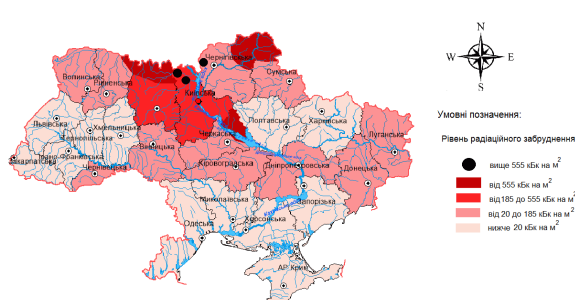 N
W E
S
Умовні позначення:
Рівень радіаційного забруднення
вище 555 кБк на м2
від 555 кБк на м2
від185 до 555 кБк на м2
від 20 до 185 кБк на м2
нижче 20 кБк на м2
Чернігівська
Волинська
Рівненська
Сумська
Київська
Львівська
Хмельницька
Тернопільська
Полтавська
Харківська
Черкаська
Луганська
Івано-Франківська
Закарпатська
Вінницька
Чернівецька
Кіровоградська
Дніпропетровська
Донецька
Миколаївська
Запорізька
Одеська
Херсонська
АР Крим